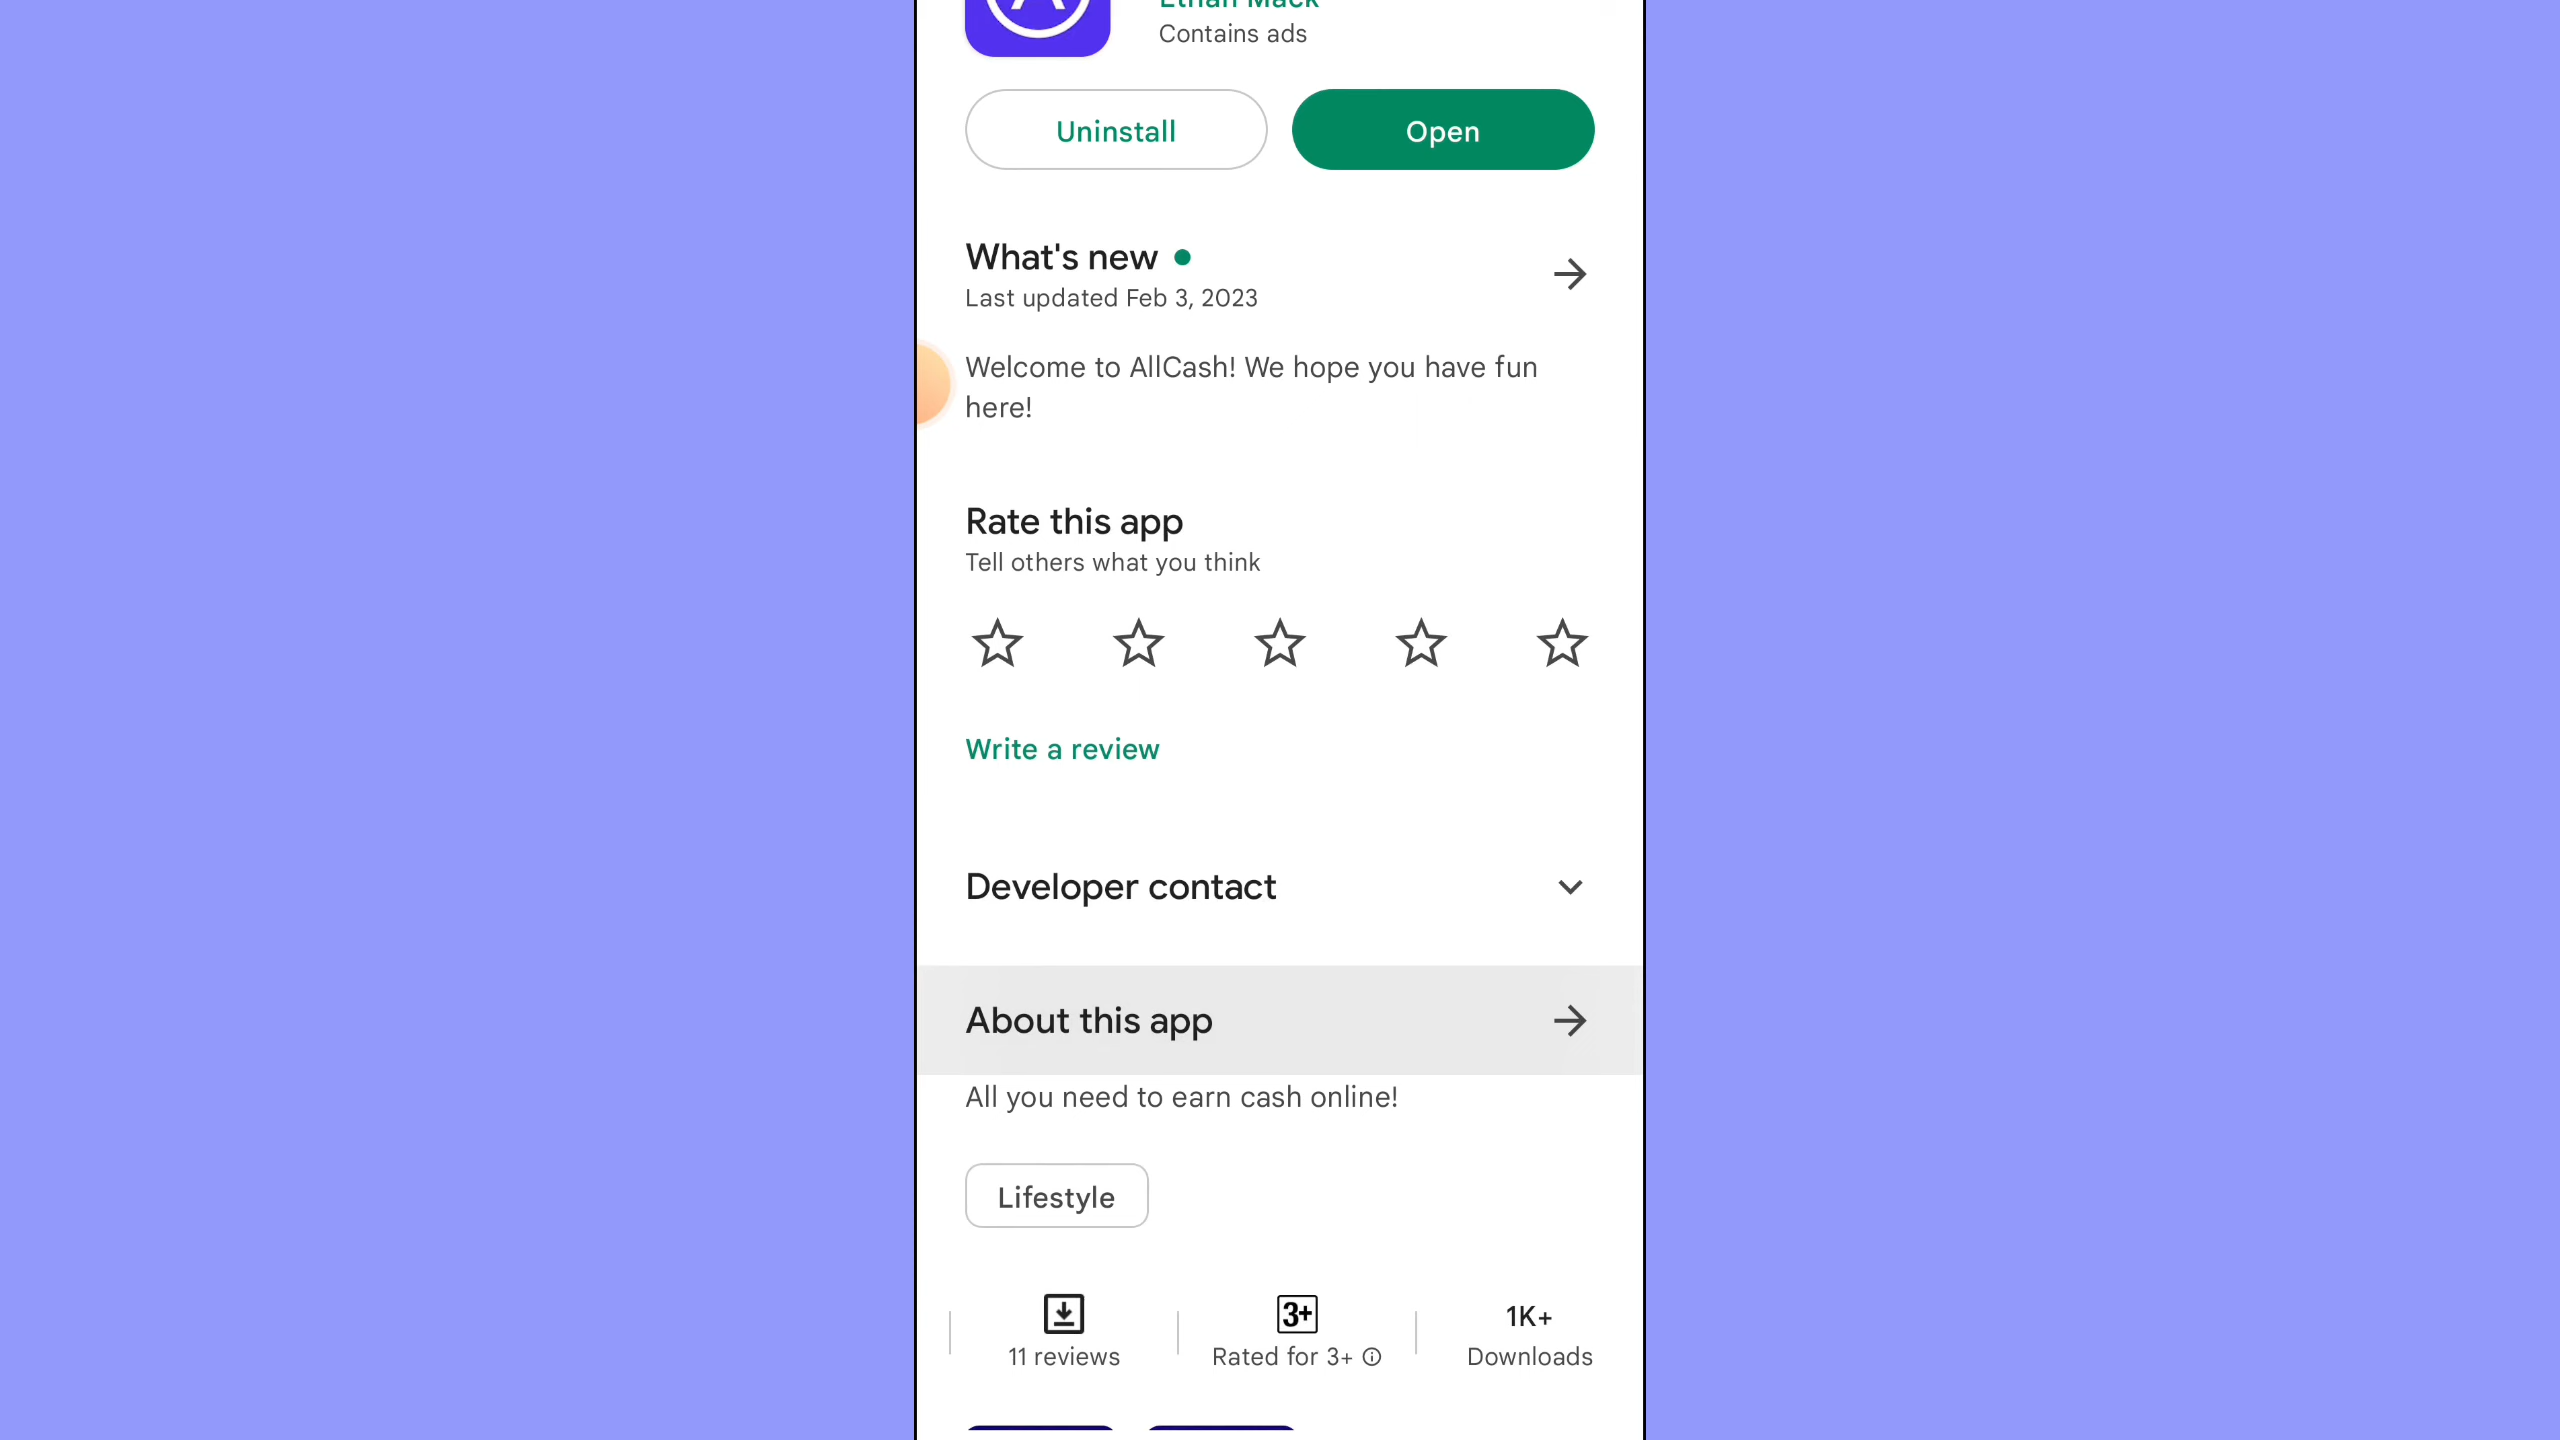 Ethan Mack
Contains ads
Uninstall
Open
What's new
Last updated Feb 3, 2023
Welcome to AllCash! We hope you have fun
here!
Rate this app
Tell others what you think
Write a review
Developer contact
About this app
All you need to earn cash online!
Lifestyle
3+
1K+
11 reviews
Rated for 3+
Downloads